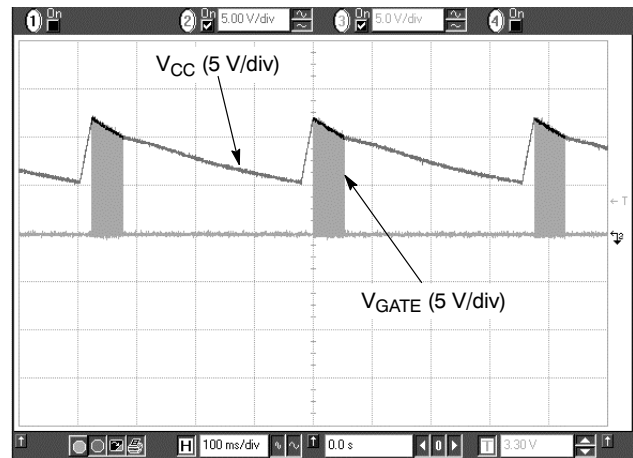 1 On 2 On 5.00 V/div 3 On 5.0 V/div 4 On
VCC (5 V/div)
T
VGATE (5 V/div)
H 100 ms/div 0.0 s 0 T 3.30 V